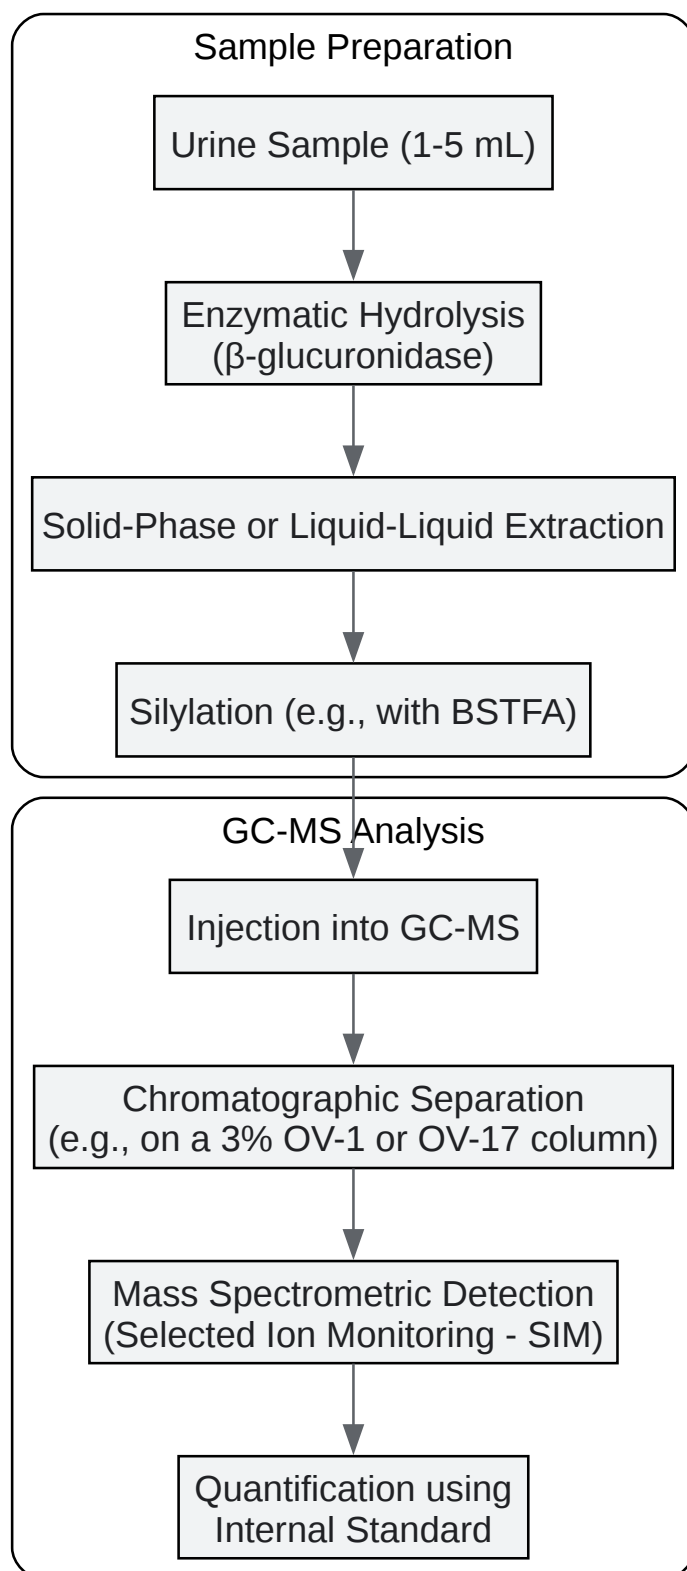 Sample Preparation
Urine Sample (1-5 mL)
Enzymatic Hydrolysis
(β-glucuronidase)
Solid-Phase or Liquid-Liquid Extraction
Silylation (e.g., with BSTFA)
GC-MS Analysis
Injection into GC-MS
Chromatographic Separation
(e.g., on a 3% OV-1 or OV-17 column)
Mass Spectrometric Detection
(Selected Ion Monitoring - SIM)
Quantification using
Internal Standard